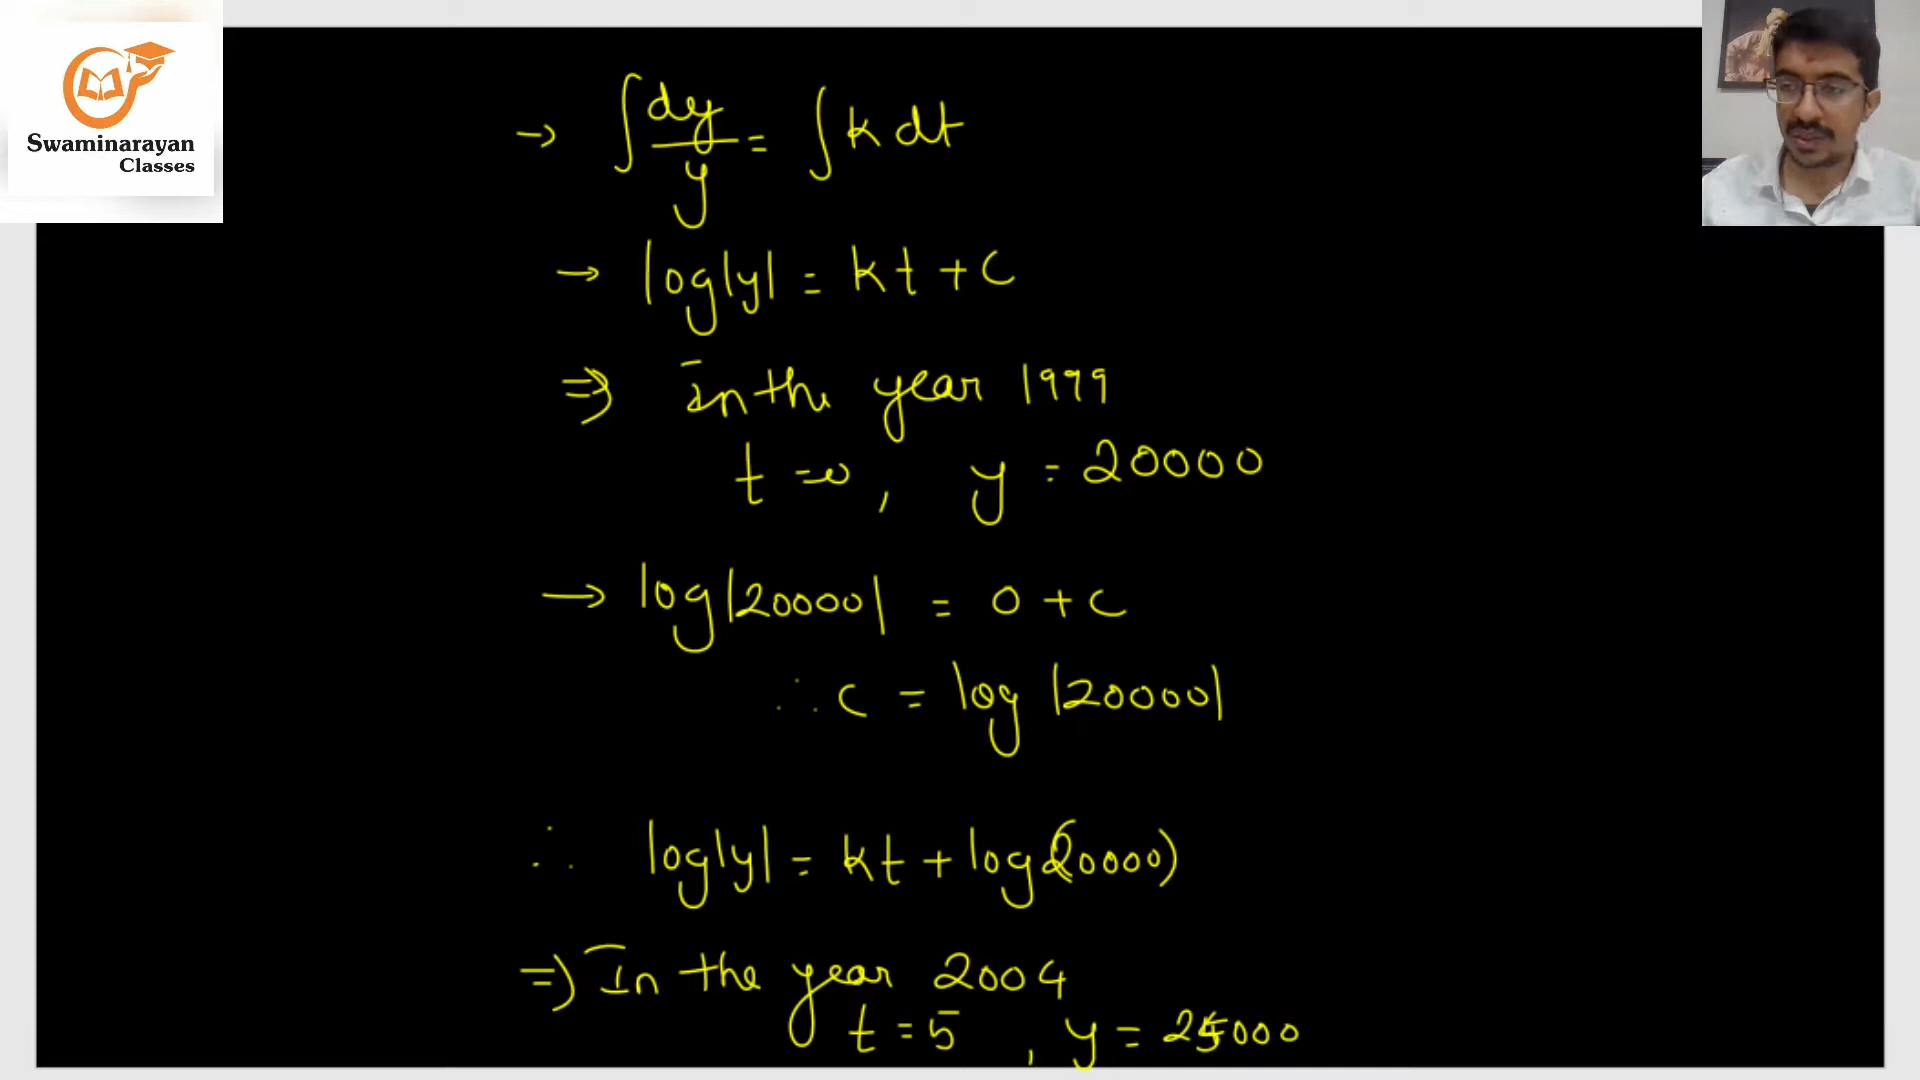 Swaminarayan
Classes
→ ∫ dy/y = ∫ k dt
→ log|y| = kt + c
⇒ In the year 1999
t = 0, y = 20000
→ log|20000| = 0 + c
∴ c = log |20000|
∴ log|y| = kt + log(20000)
⇒ In the year 2004
t = 5, y = 25000